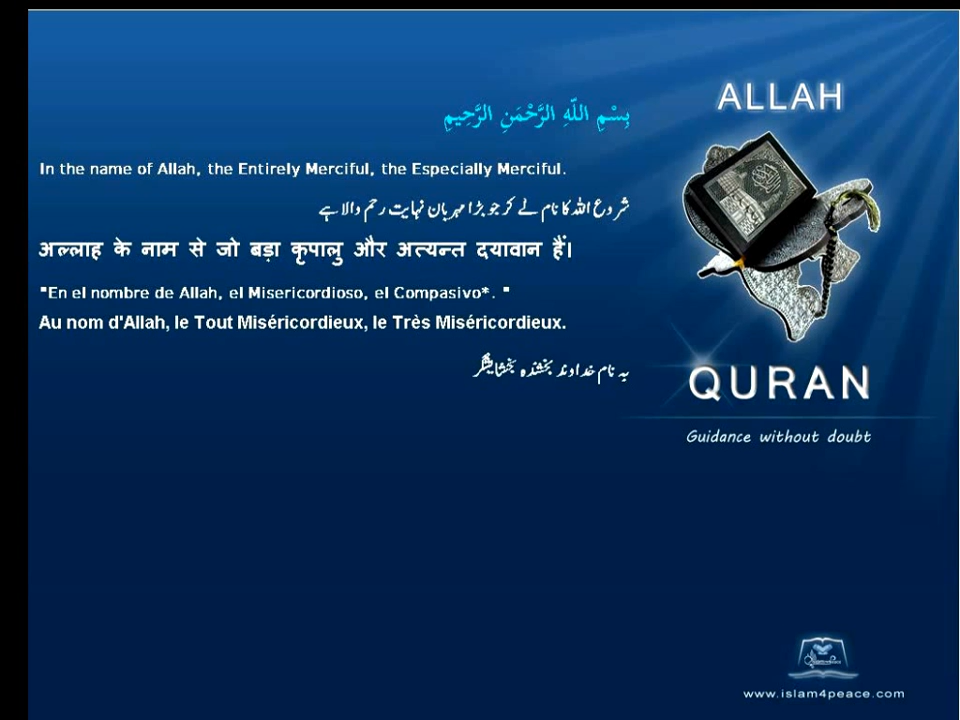 بِسْمِ اللَّهِ الرَّحْمَنِ الرَّحِيمِ
In the name of Allah, the Entirely Merciful, the Especially Merciful.
شروع اللہ کا نام لے کر جو بڑا مہربان نہایت رحم والا ہے
अल्लाह के नाम से जो बड़ा कृपालु और अत्यन्त दयावान हैं।
"En el nombre de Allah, el Misericordioso, el Compasivo*. "
Au nom d'Allah, le Tout Miséricordieux, le Très Miséricordieux.
به نام خداوند بخشنده بخشایشگر
ALLAH
QURAN
Guidance without doubt
www.islam4peace.com